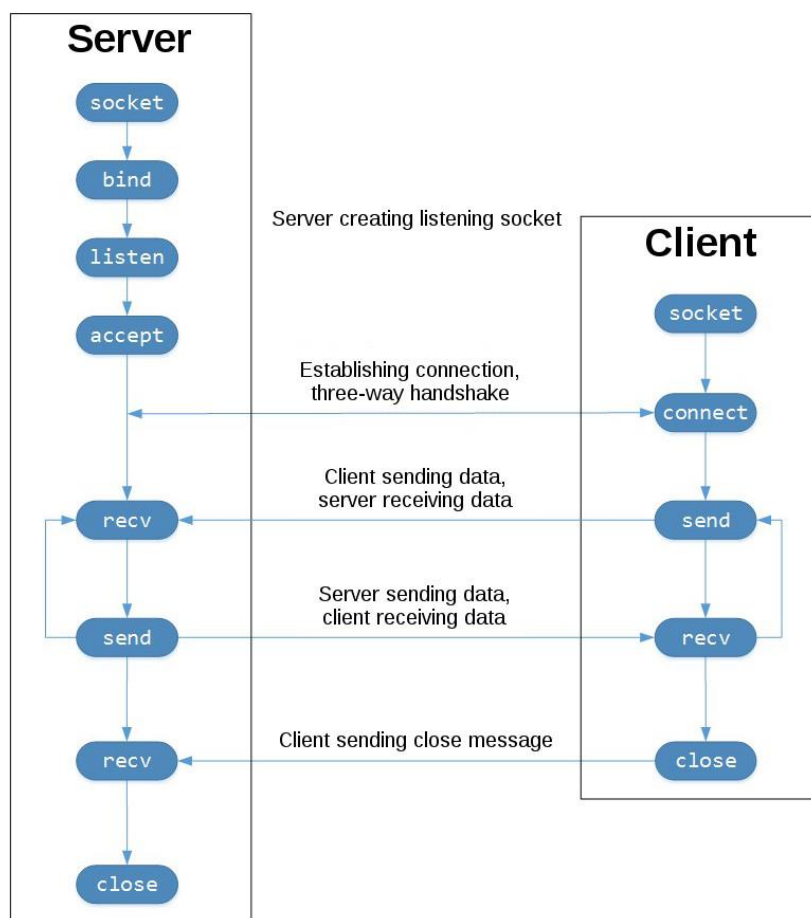 Server
socket
bind
Server creating listening socket
listen
Client
socket
accept
Establishing connection,
three-way handshake
connect
Client sending data,
server receiving data
recv
send
Server sending data,
client receiving data
send
recv
Client sending close message
recv
close
close